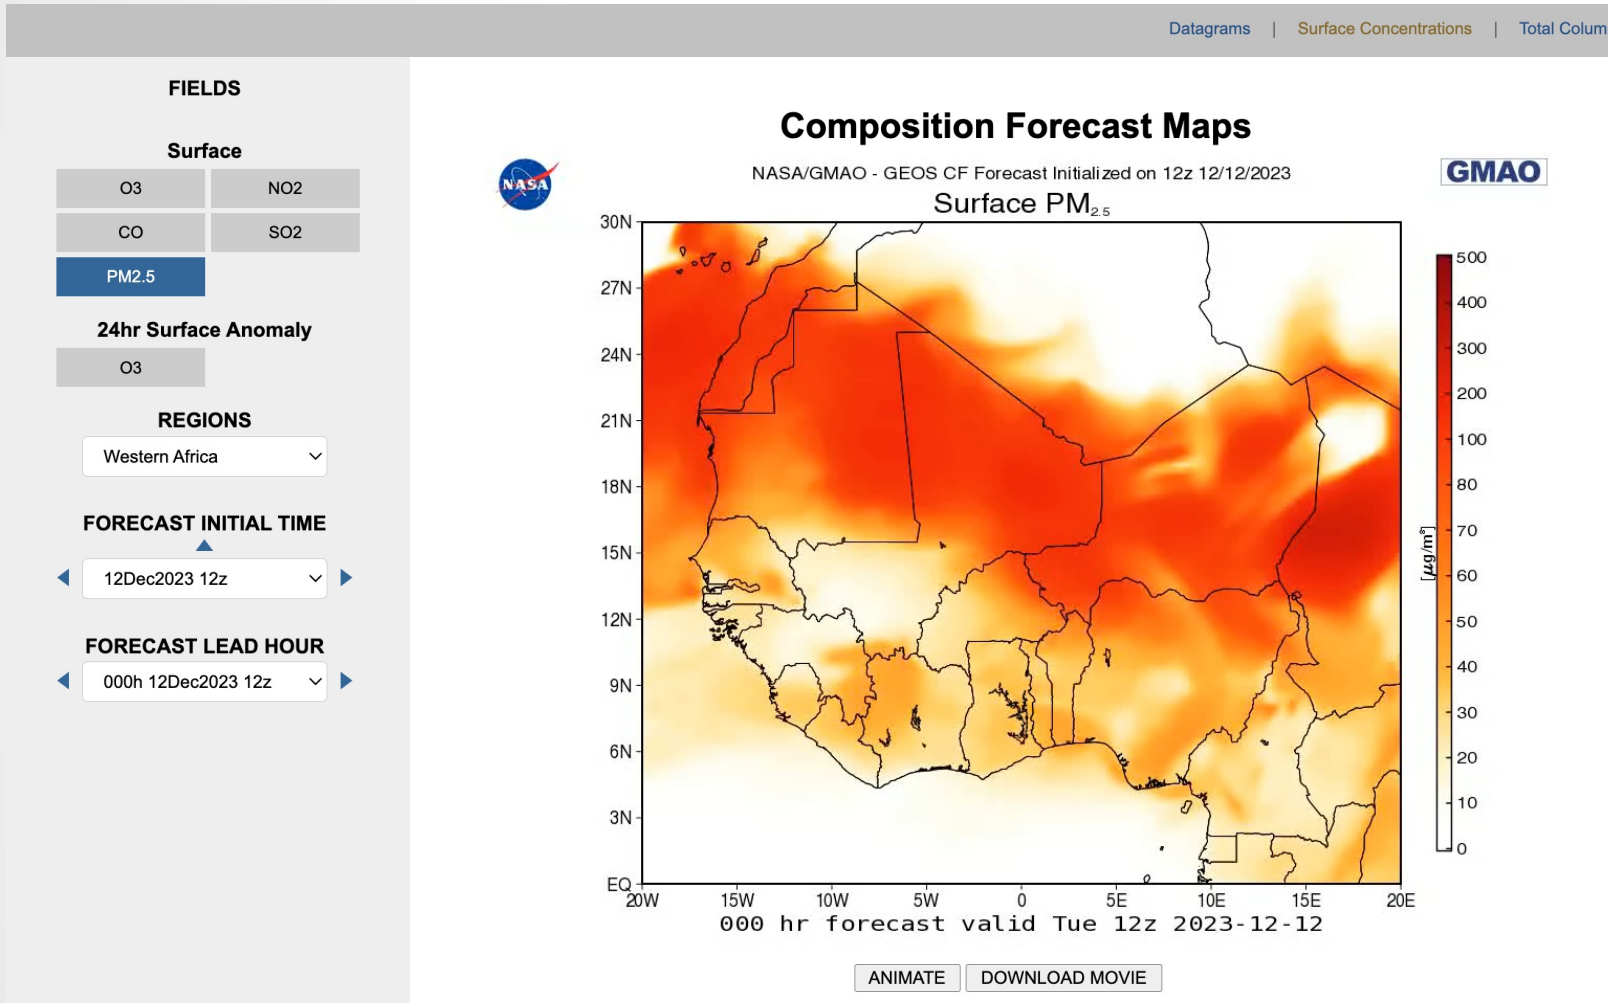 Datagrams | Surface Concentrations | Total Colum
FIELDS
Surface
O3 NO2
CO SO2
PM2.5
24hr Surface Anomaly
O3
REGIONS
Western Africa
FORECAST INITIAL TIME
12Dec2023 12z
FORECAST LEAD HOUR
000h 12Dec2023 12z
Composition Forecast Maps
NASA
NASA/GMAO - GEOS CF Forecast Initialized on 12z 12/12/2023
GMAO
Surface PM2.5
30N
27N
24N
21N
18N
15N
12N
9N
6N
3N
EQ
20W 15W 10W 5W 0 5E 10E 15E 20E
500
400
300
200
100
80
70
60
50
40
30
20
10
0
[μg/m³]
000 hr forecast valid Tue 12z 2023-12-12
ANIMATE DOWNLOAD MOVIE